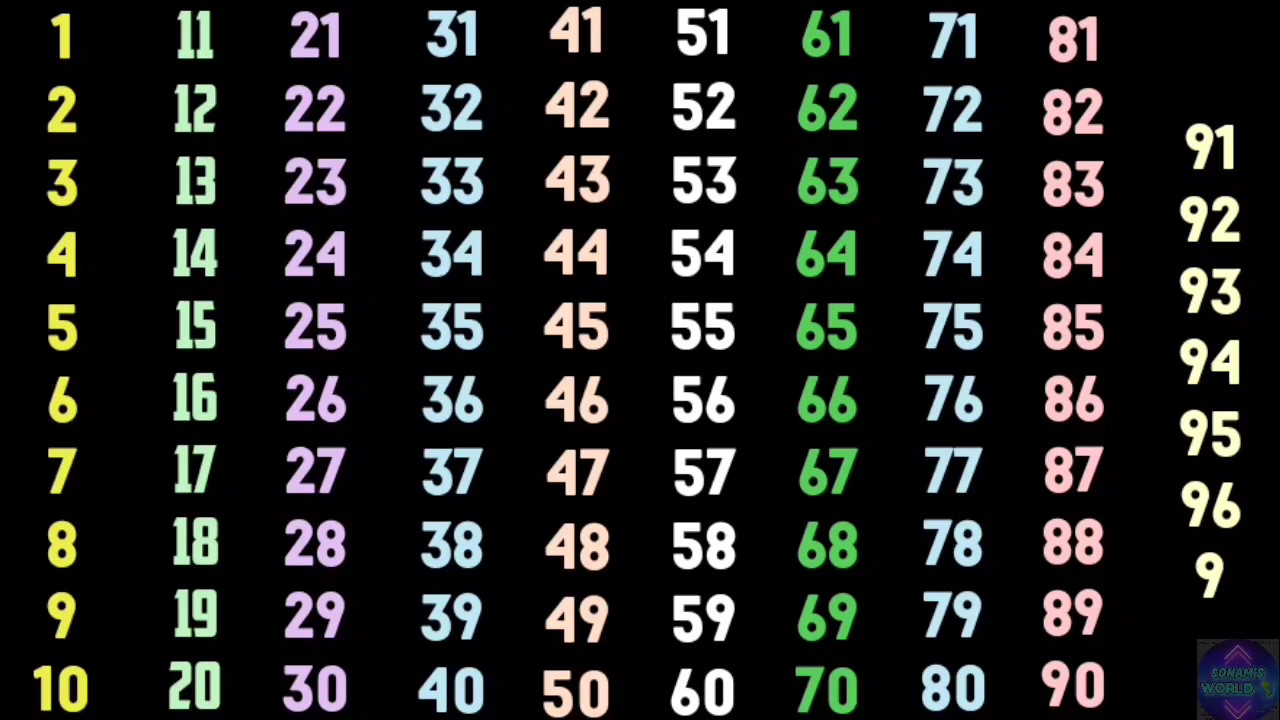 1 11 21 31 41 51 61 71 81
2 12 22 32 42 52 62 72 82
91
3 13 23 33 43 53 63 73 83
92
4 14 24 34 44 54 64 74 84
93
5 15 25 35 45 55 65 75 85
94
6 16 26 36 46 56 66 76 86
95
7 17 27 37 47 57 67 77 87
96
8 18 28 38 48 58 68 78 88
9
9 19 29 39 49 59 69 79 89
10 20 30 40 50 60 70 80 90
SONAM'S
WORLD